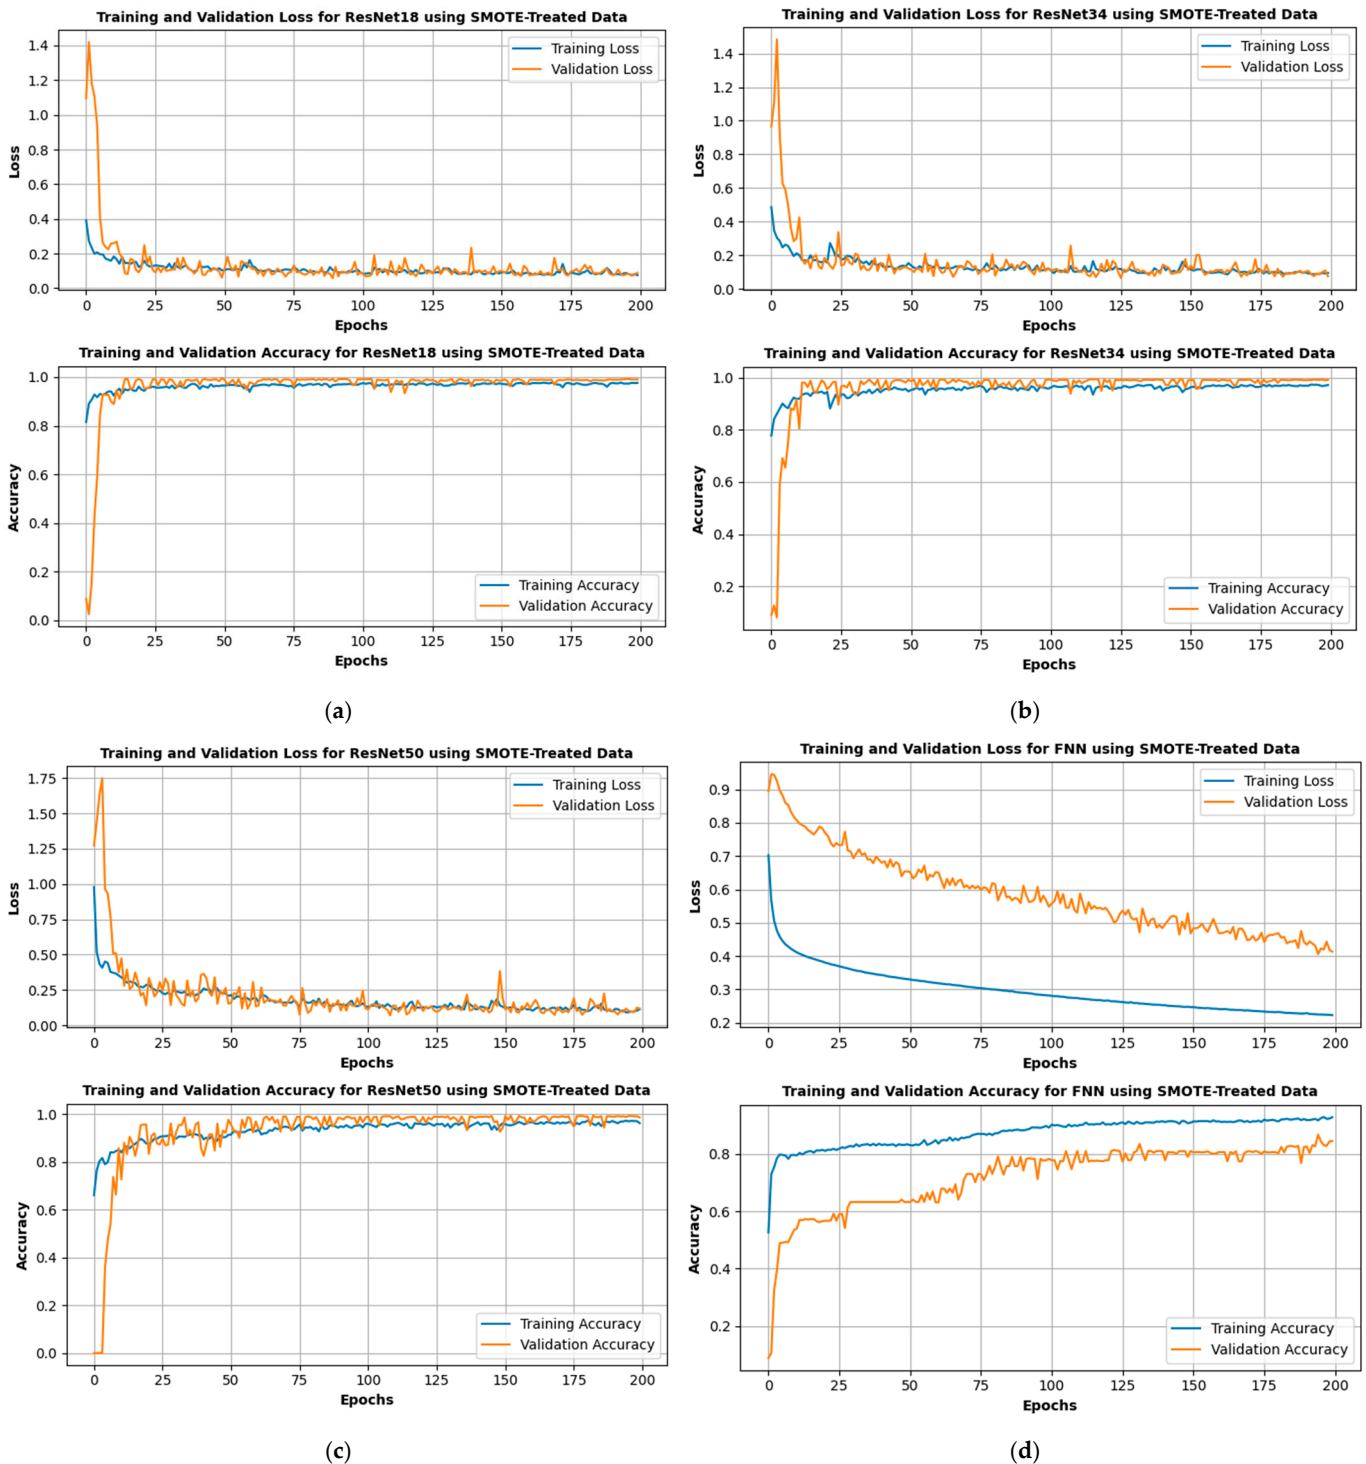 Training and Validation Loss for ResNet18 using SMOTE-Treated Data
1.4
1.2
1.0
0.8
0.6
0.4
0.2
0.0
Loss
Training Loss
Validation Loss
0 25 50 75 100 125 150 175 200
Epochs
Training and Validation Accuracy for ResNet18 using SMOTE-Treated Data
1.0
0.8
0.6
0.4
0.2
0.0
Accuracy
Training Accuracy
Validation Accuracy
0 25 50 75 100 125 150 175 200
Epochs
(a)
Training and Validation Loss for ResNet34 using SMOTE-Treated Data
1.4
1.2
1.0
0.8
0.6
0.4
0.2
0.0
Loss
Training Loss
Validation Loss
0 25 50 75 100 125 150 175 200
Epochs
Training and Validation Accuracy for ResNet34 using SMOTE-Treated Data
1.0
0.8
0.6
0.4
0.2
Accuracy
Training Accuracy
Validation Accuracy
0 25 50 75 100 125 150 175 200
Epochs
(b)
Training and Validation Loss for ResNet50 using SMOTE-Treated Data
1.75
1.50
1.25
1.00
0.75
0.50
0.25
0.00
Loss
Training Loss
Validation Loss
0 25 50 75 100 125 150 175 200
Epochs
Training and Validation Accuracy for ResNet50 using SMOTE-Treated Data
1.0
0.8
0.6
0.4
0.2
0.0
Accuracy
Training Accuracy
Validation Accuracy
0 25 50 75 100 125 150 175 200
Epochs
(c)
Training and Validation Loss for FNN using SMOTE-Treated Data
0.9
0.8
0.7
0.6
0.5
0.4
0.3
0.2
Loss
Training Loss
Validation Loss
0 25 50 75 100 125 150 175 200
Epochs
Training and Validation Accuracy for FNN using SMOTE-Treated Data
0.8
0.6
0.4
0.2
Accuracy
Training Accuracy
Validation Accuracy
0 25 50 75 100 125 150 175 200
Epochs
(d)